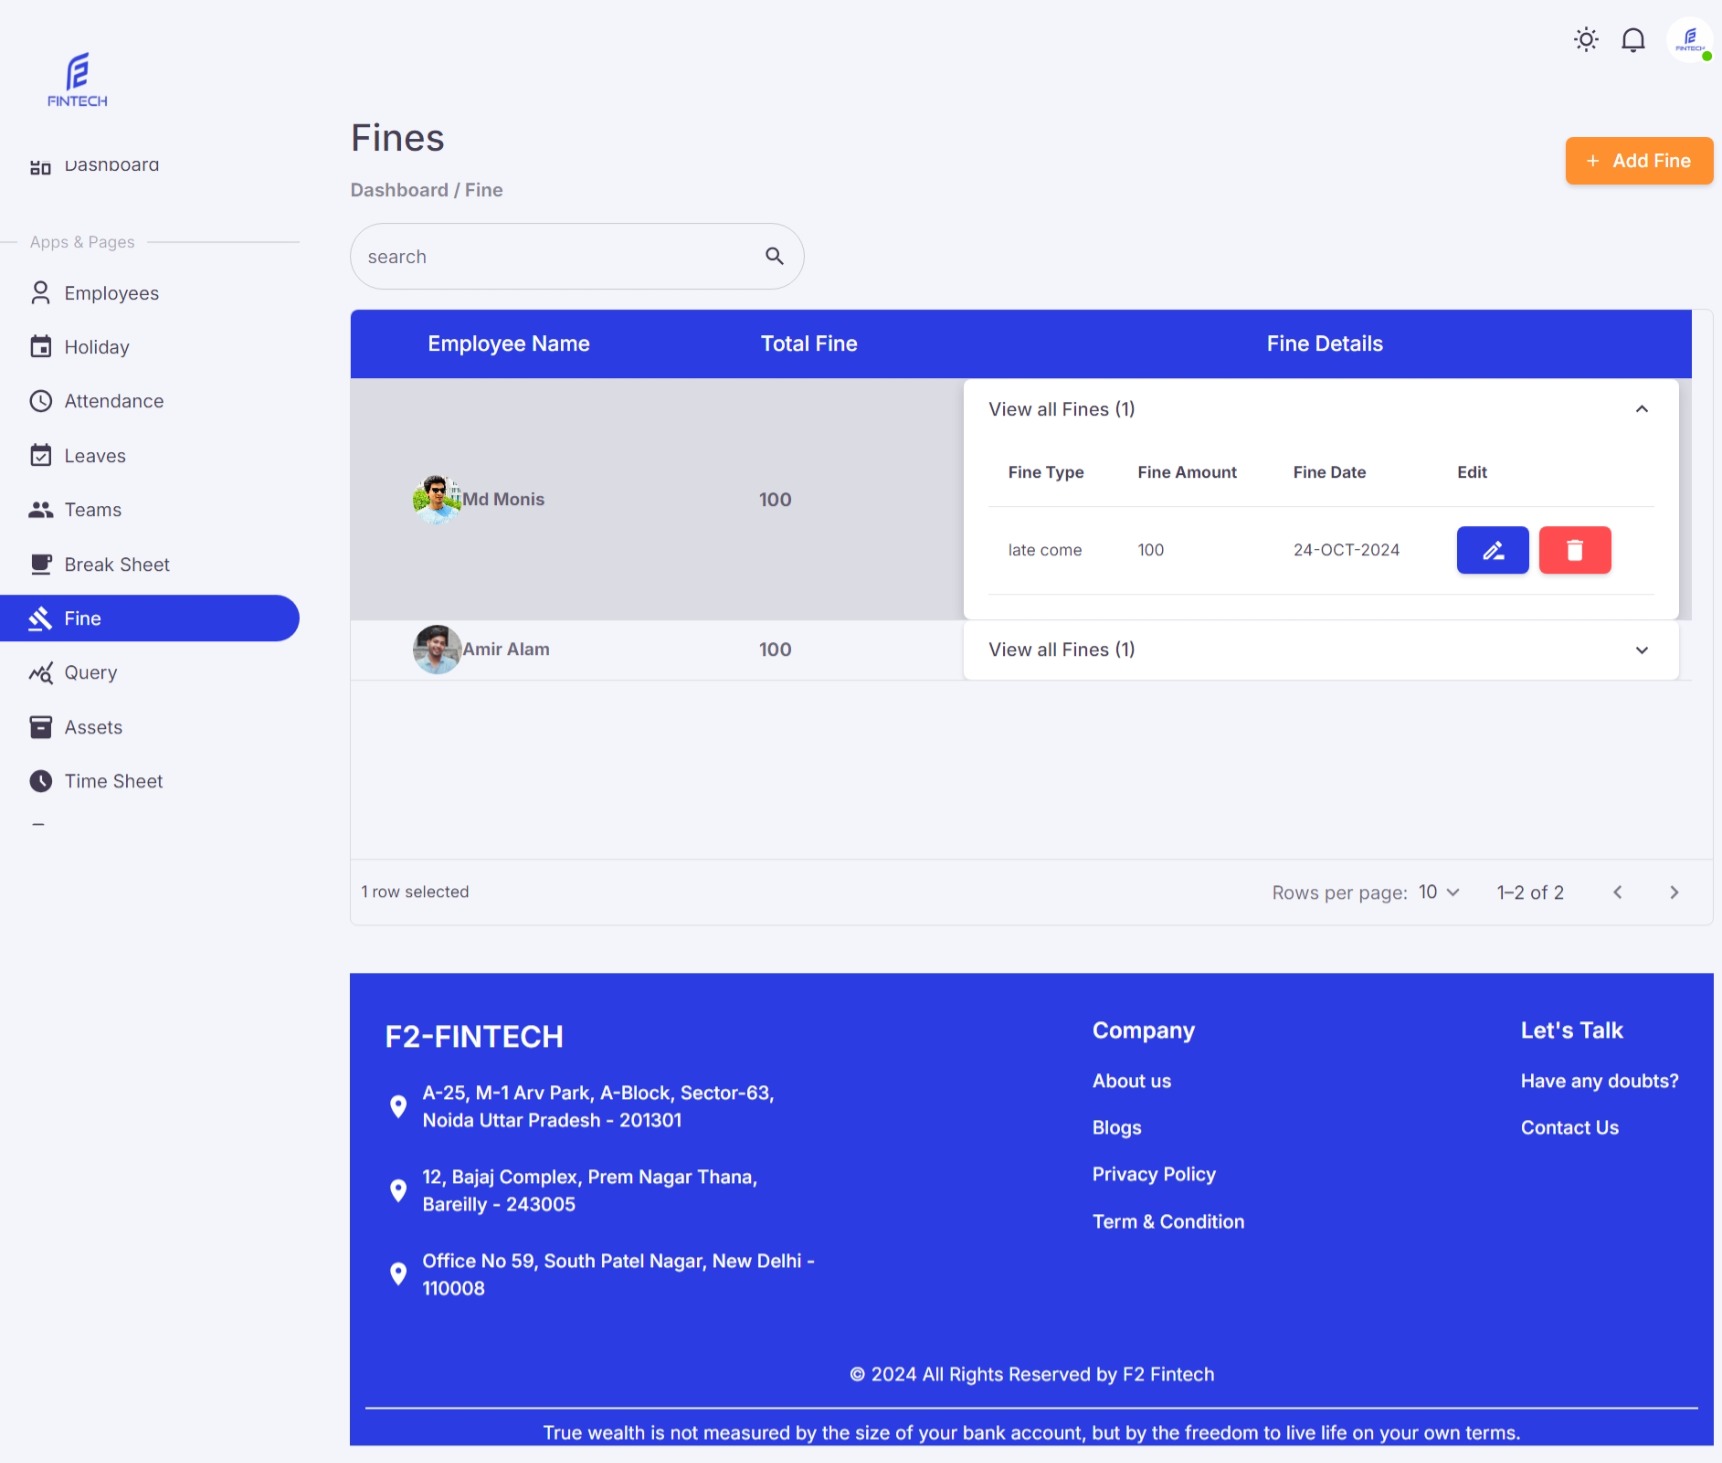 FINTECH
FINTECH
Dashboard
Apps & Pages
Employees
Holiday
Attendance
Leaves
Teams
Break Sheet
Fine
Query
Assets
Time Sheet
Fines
Dashboard / Fine
+ Add Fine
search
Employee Name Total Fine Fine Details
View all Fines (1)
Fine Type Fine Amount Fine Date Edit
Md Monis 100
late come 100 24-OCT-2024
Amir Alam 100 View all Fines (1)
1 row selected Rows per page: 10 1–2 of 2
F2-FINTECH
A-25, M-1 Arv Park, A-Block, Sector-63,
Noida Uttar Pradesh - 201301
12, Bajaj Complex, Prem Nagar Thana,
Bareilly - 243005
Office No 59, South Patel Nagar, New Delhi -
110008
Company
About us
Blogs
Privacy Policy
Term & Condition
Let's Talk
Have any doubts?
Contact Us
© 2024 All Rights Reserved by F2 Fintech
True wealth is not measured by the size of your bank account, but by the freedom to live life on your own terms.